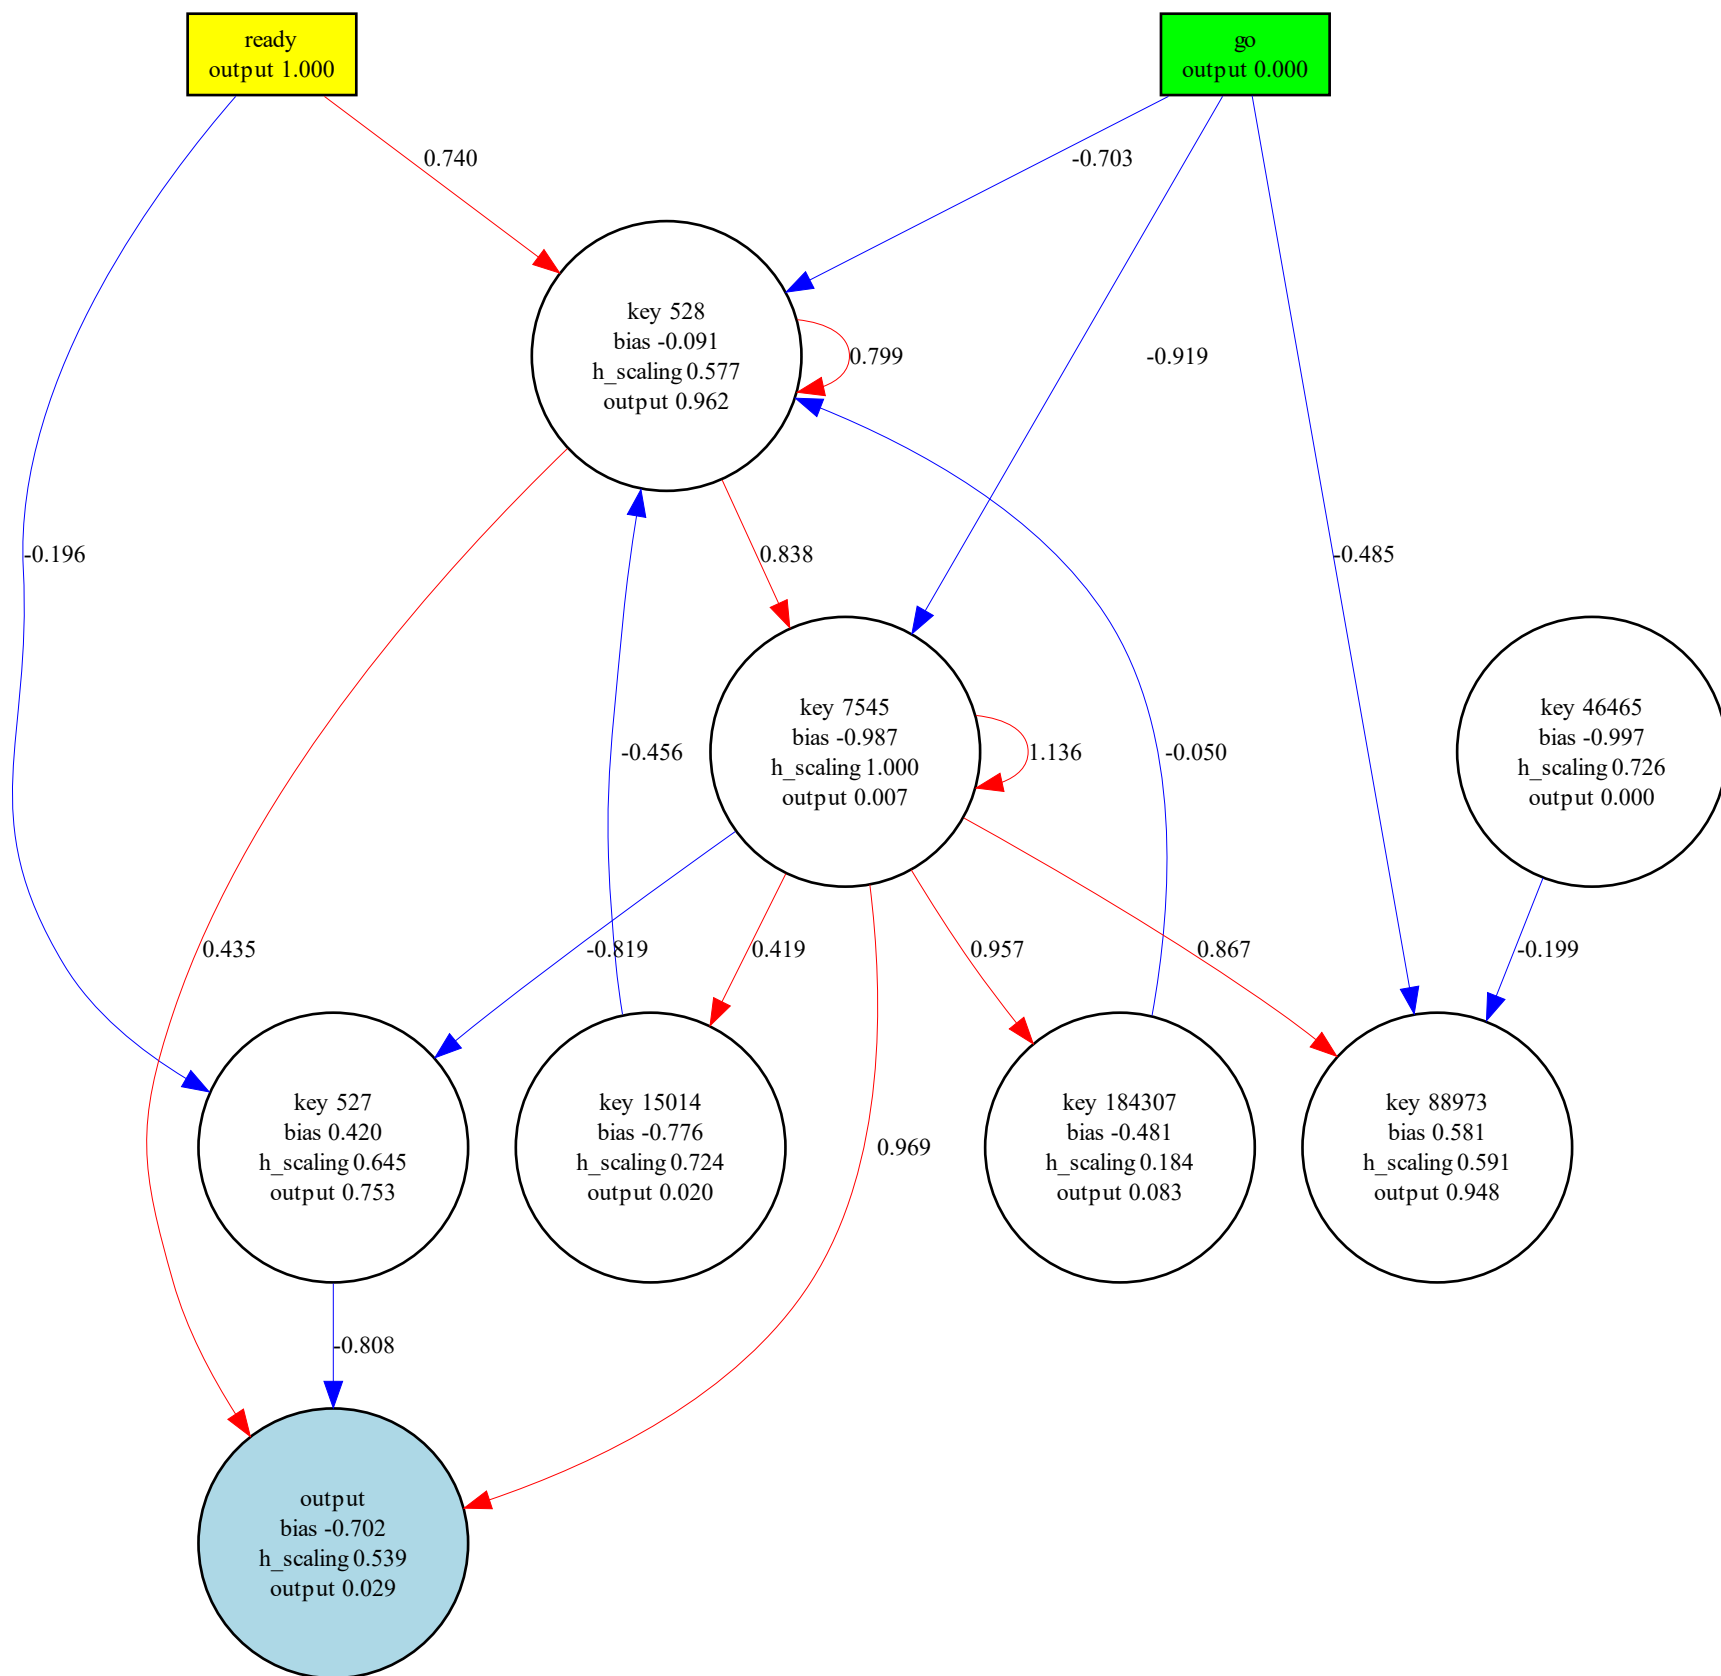 ready
output 1.000
go
output 0.000
0.740
-0.703
key 528
bias -0.091
h_scaling 0.577
output 0.962
0.799
-0.919
-0.196
0.838
-0.485
key 7545
bias -0.987
h_scaling 1.000
output 0.007
1.136
-0.456
-0.050
key 46465
bias -0.997
h_scaling 0.726
output 0.000
0.435
-0.819
0.419
0.957
0.867
-0.199
key 527
bias 0.420
h_scaling 0.645
output 0.753
key 15014
bias -0.776
h_scaling 0.724
output 0.020
0.969
key 184307
bias -0.481
h_scaling 0.184
output 0.083
key 88973
bias 0.581
h_scaling 0.591
output 0.948
-0.808
output
bias -0.702
h_scaling 0.539
output 0.029